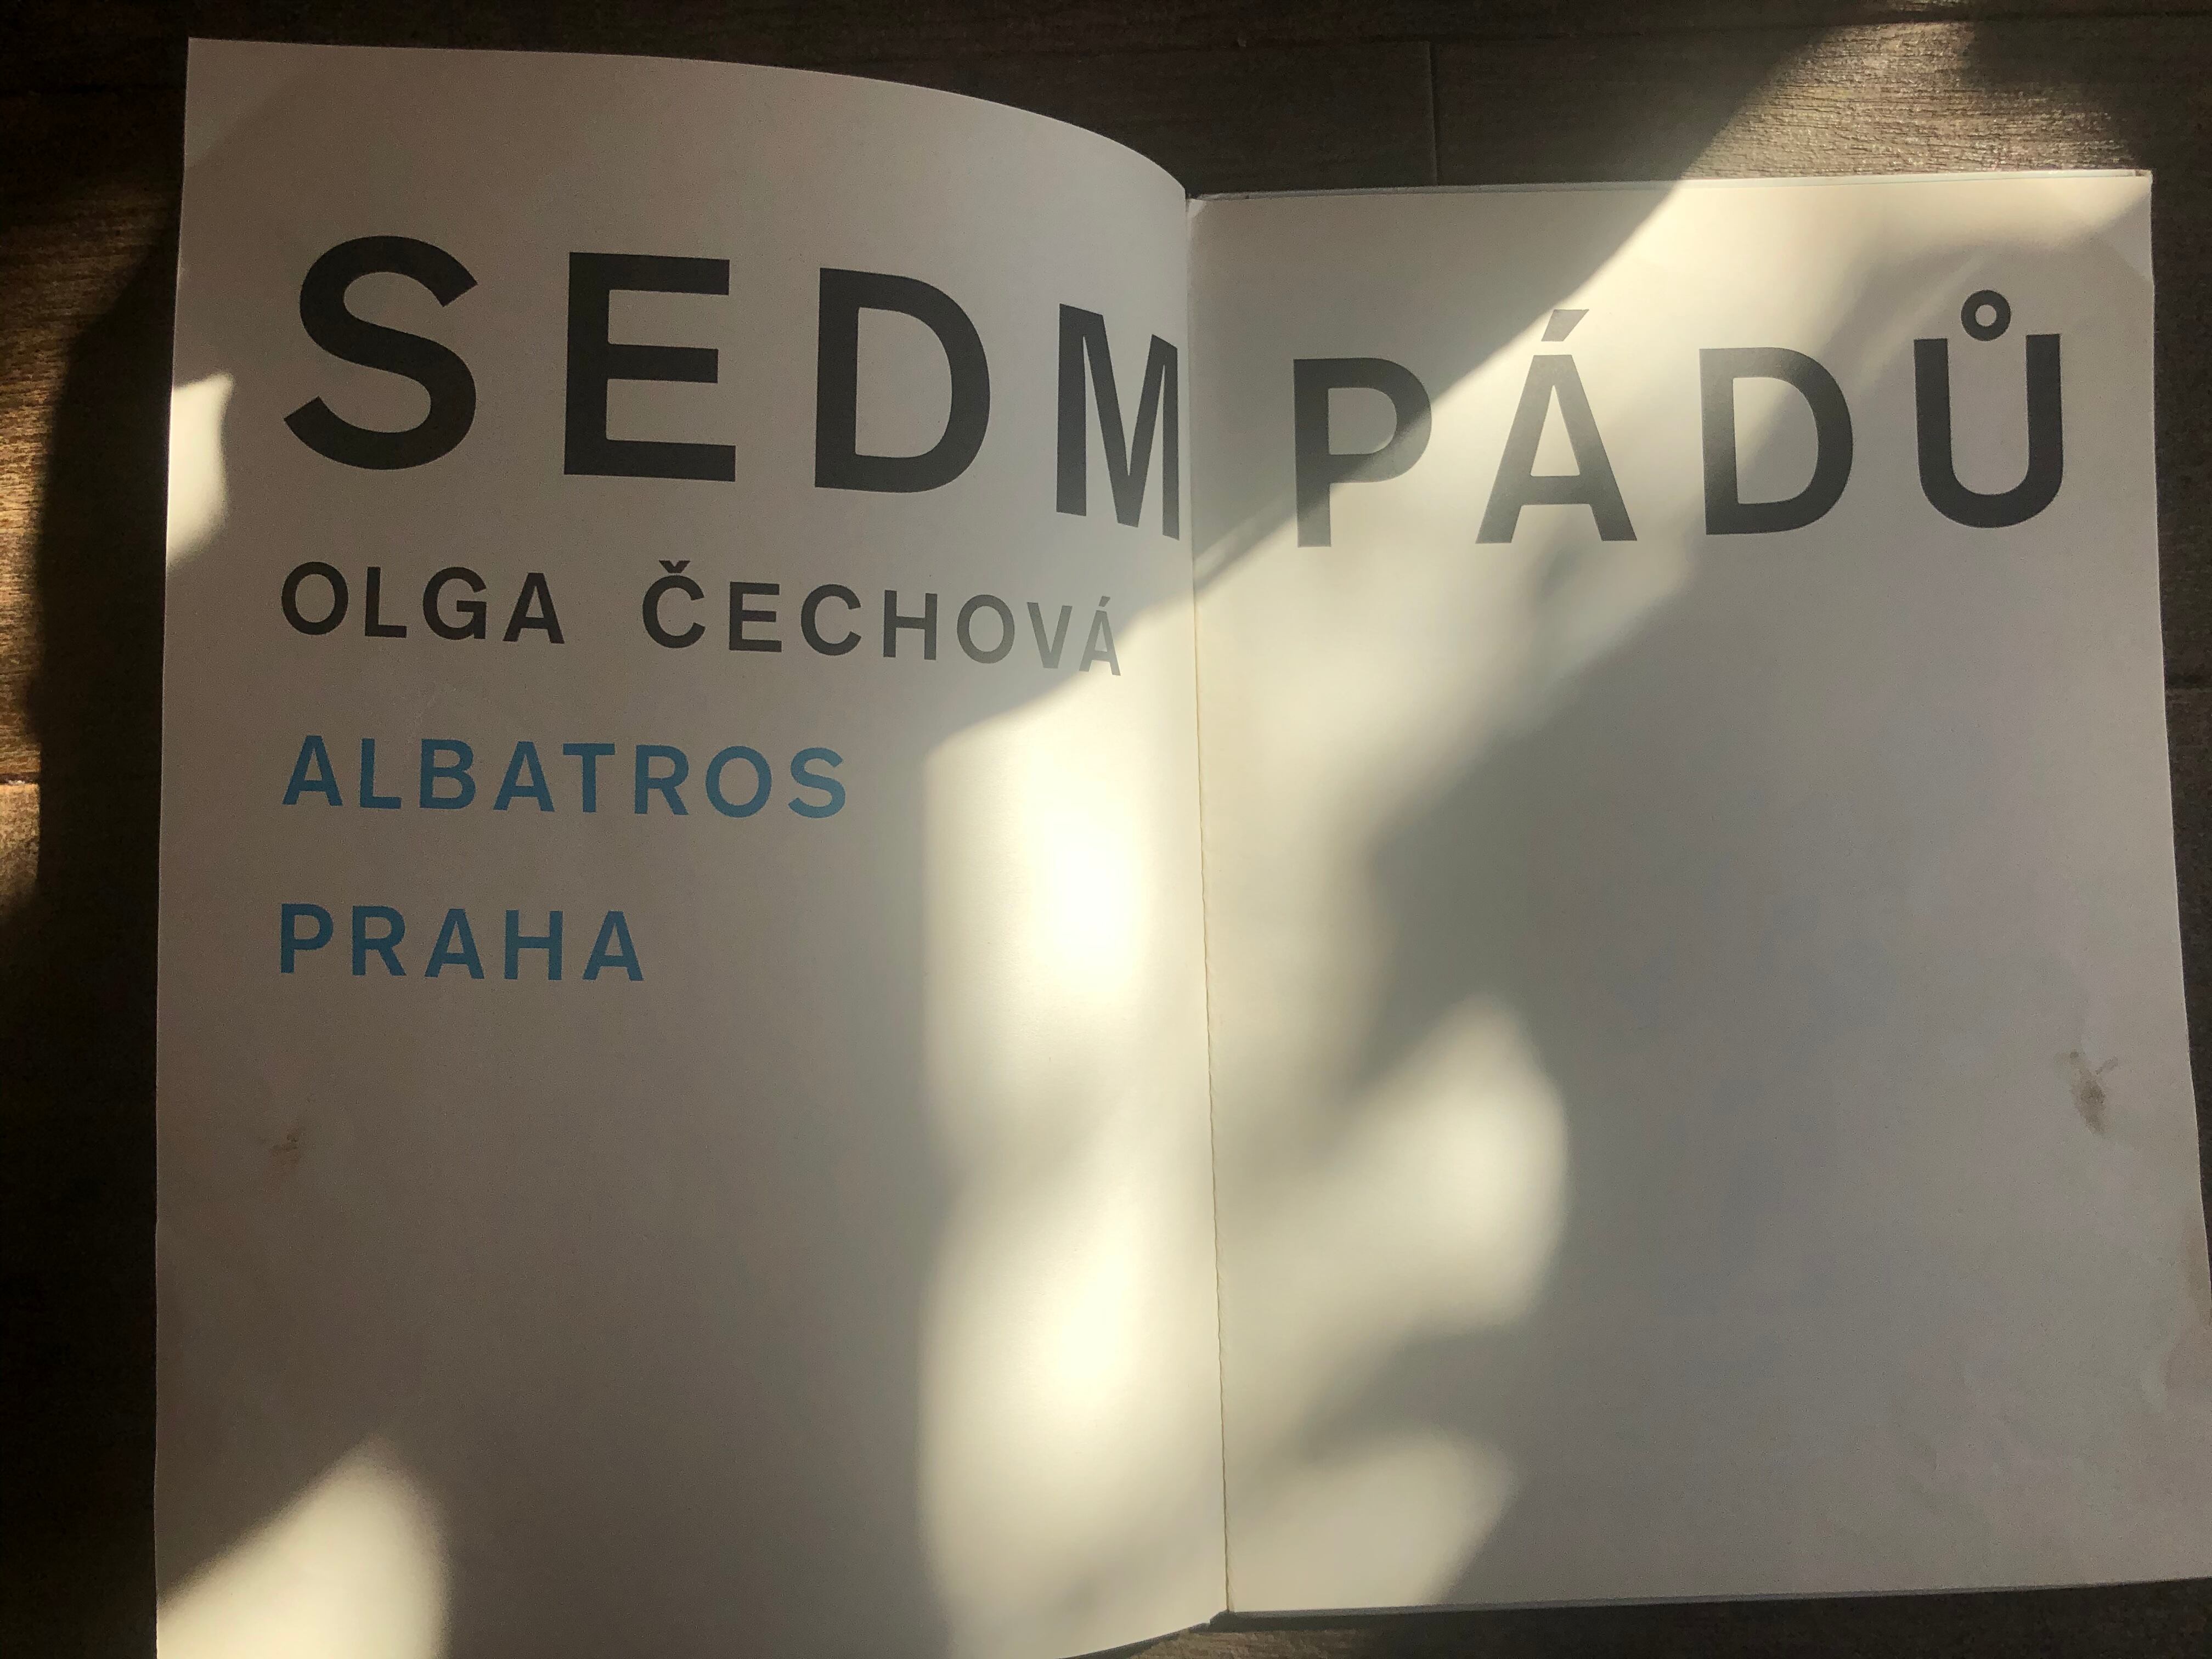 SEDM PÁDŮ
OLGA ČECHOVÁ
ALBATROS
PRAHA